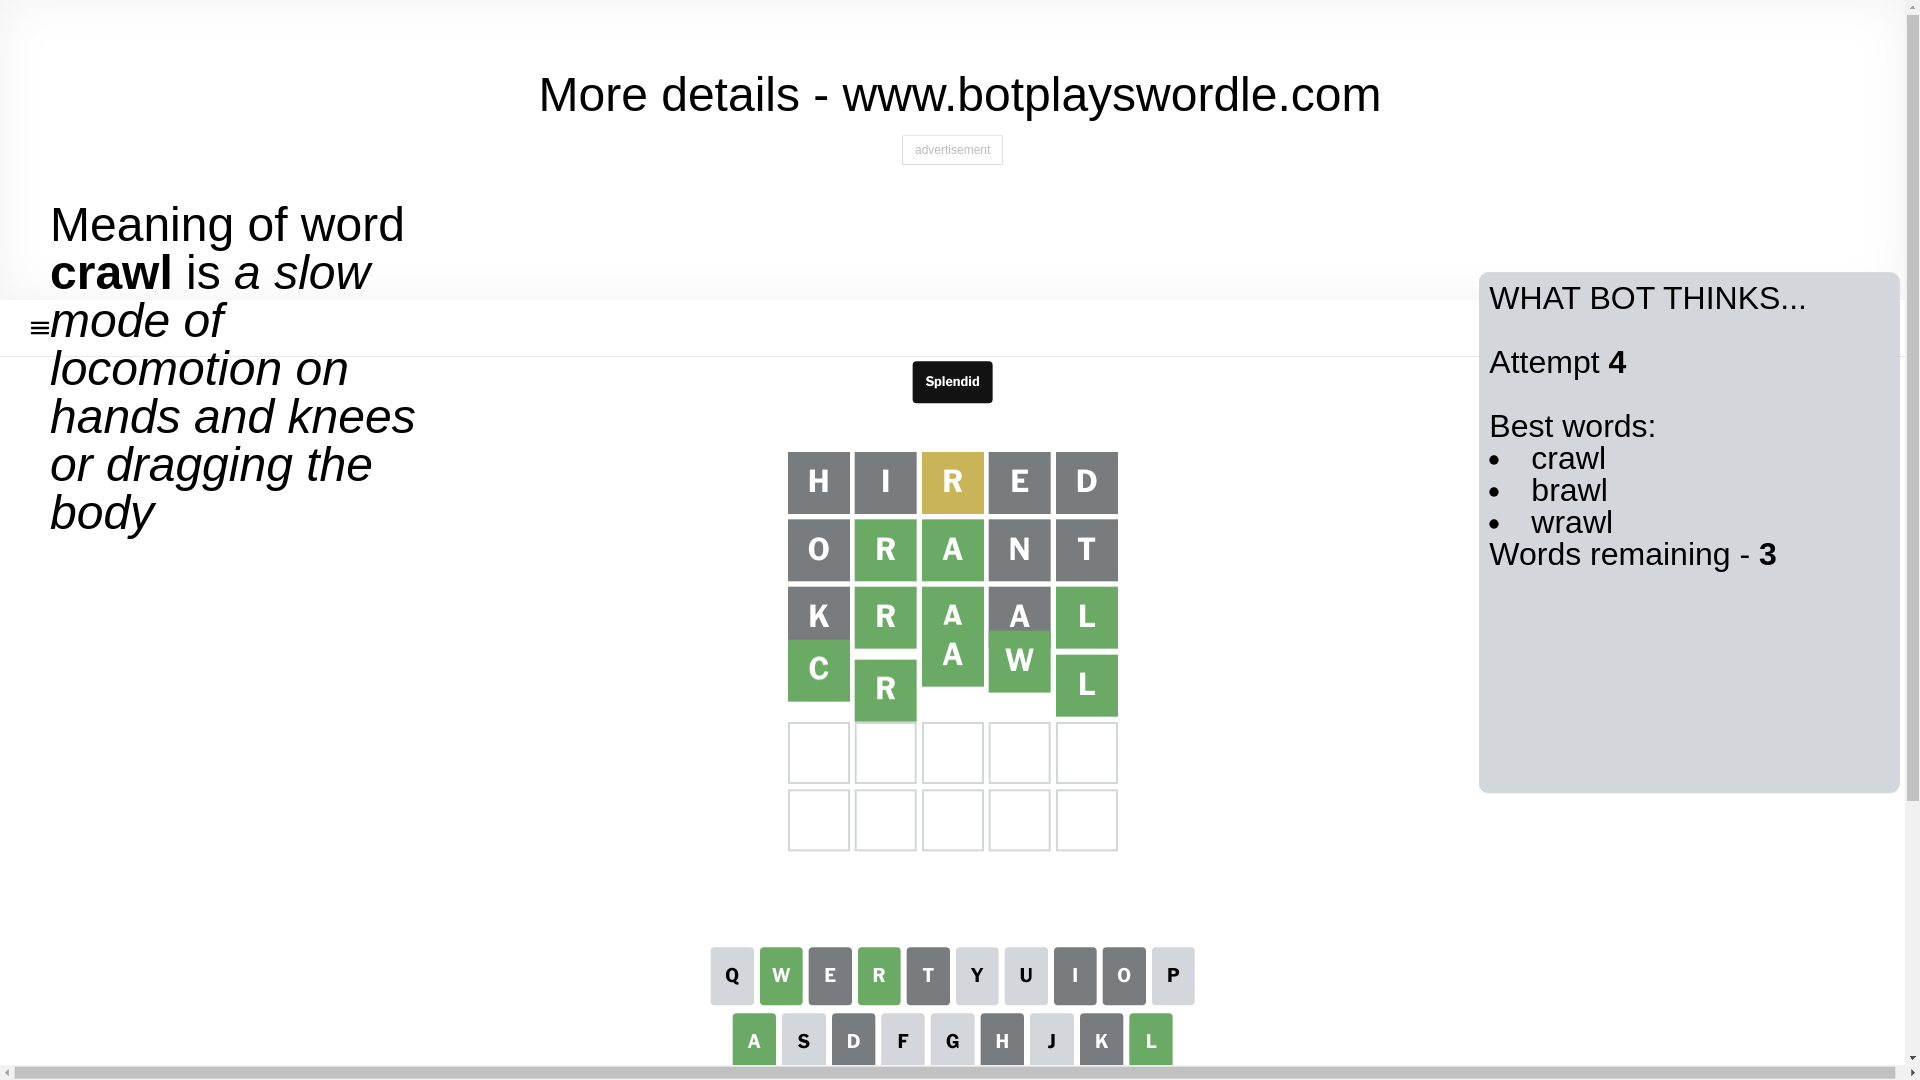 More details - www.botplayswordle.com
advertisement
Meaning of word
crawl is a slow
mode of
locomotion on
hands and knees
or dragging the
body
WHAT BOT THINKS...
Attempt 4
Best words:
• crawl
• brawl
• wrawl
Words remaining - 3
Splendid
H I R E D
O R A N T
K R A A L
C R A W L
Q W E R T Y U I O P
A S D F G H J K L